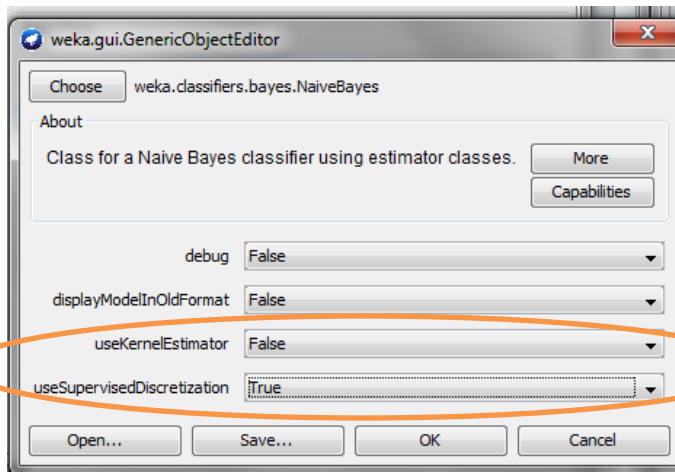 weka.gui.GenericObjectEditor
Choose weka.classifiers.bayes.NaiveBayes
About
Class for a Naive Bayes classifier using estimator classes. More
Capabilities
debug False
displayModelInOldFormat False
useKernelEstimator False
useSupervisedDiscretization True
Open... Save... OK Cancel